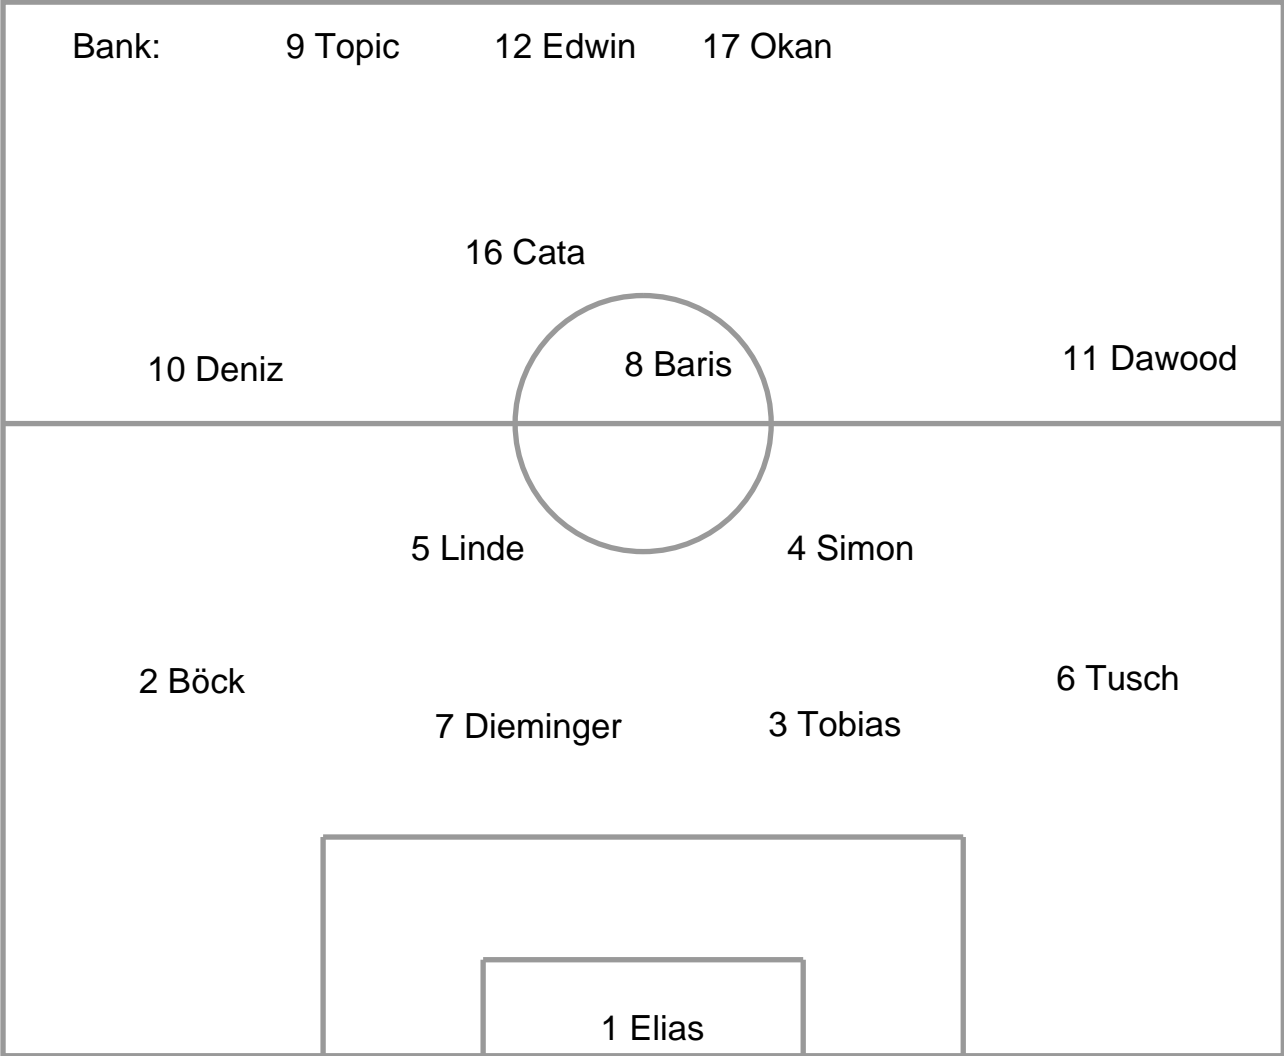 Bank: 9 Topic 12 Edwin 17 Okan
16 Cata
10 Deniz 8 Baris 11 Dawood
5 Linde 4 Simon
2 Böck 6 Tusch
7 Dieminger 3 Tobias
1 Elias